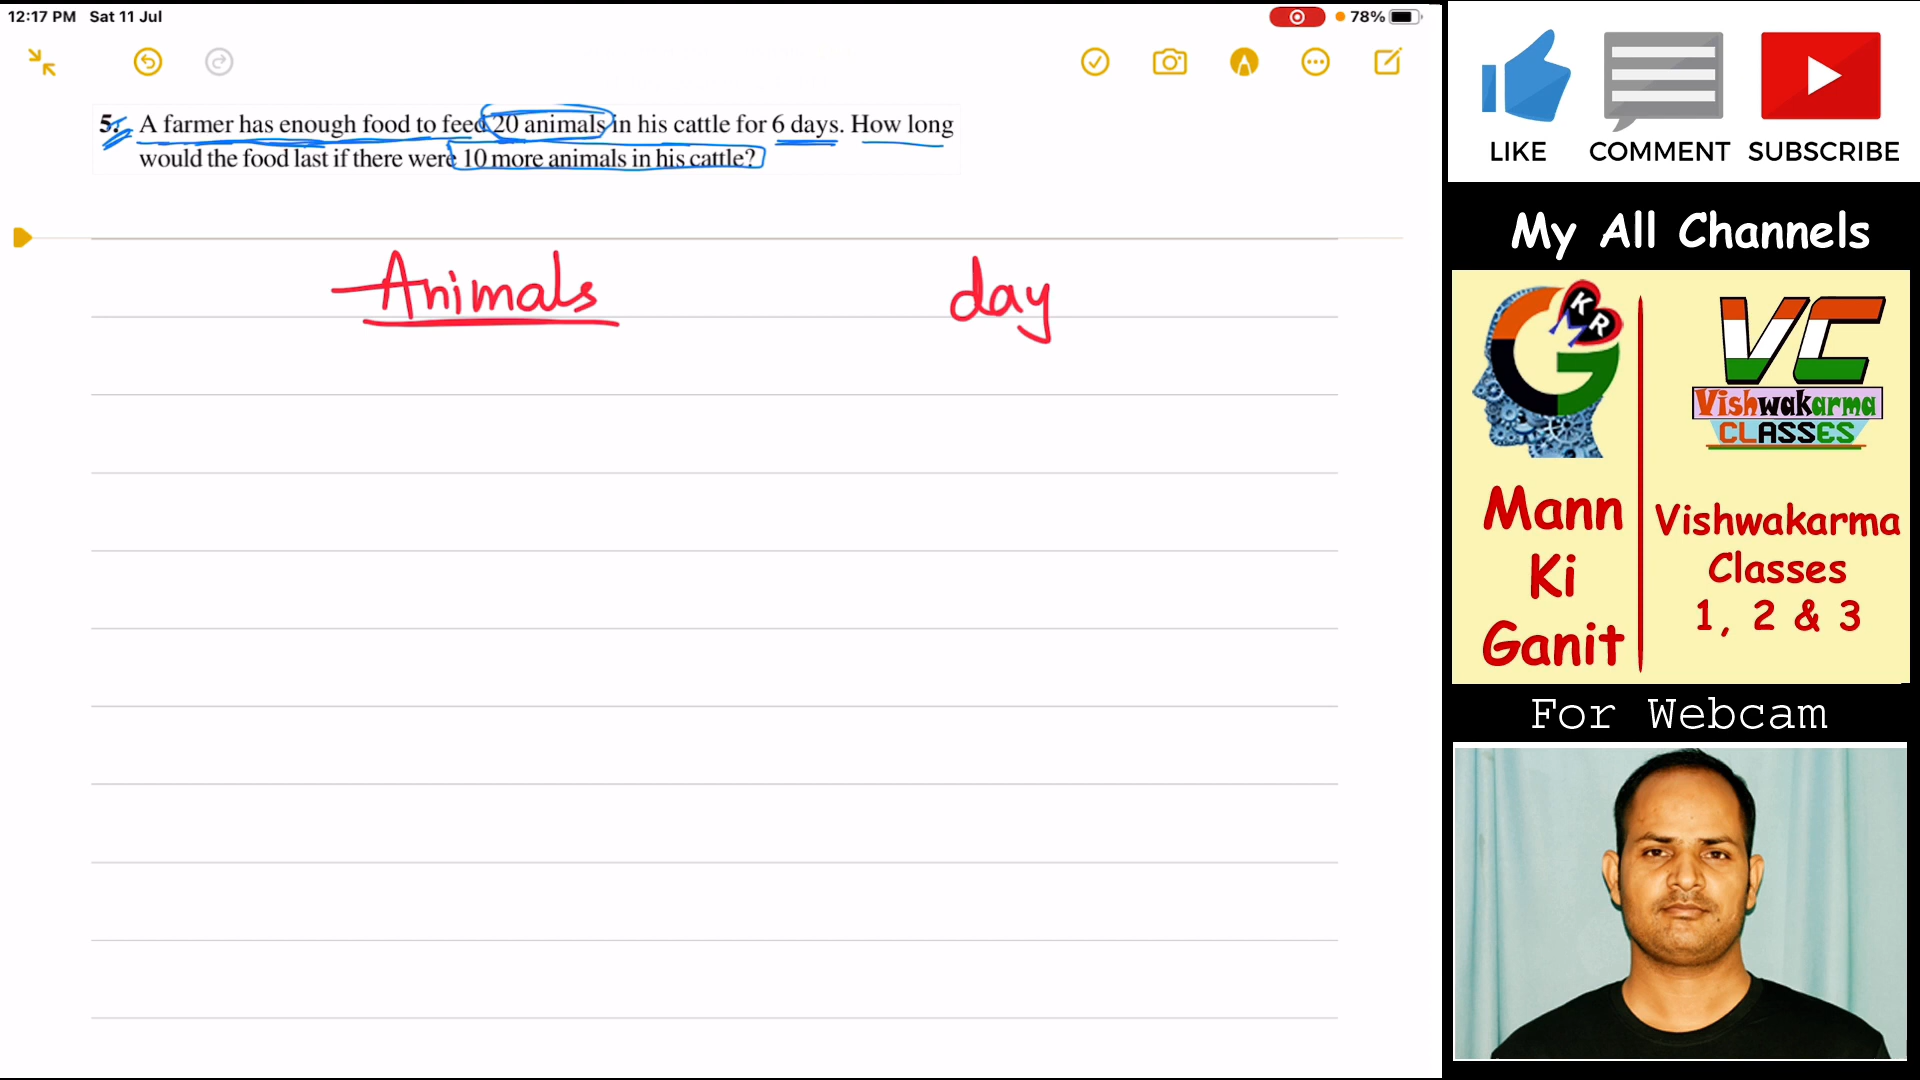 12:17 PM Sat 11 Jul
78%
5. A farmer has enough food to feed 20 animals in his cattle for 6 days. How long
would the food last if there were 10 more animals in his cattle?
Animals day
LIKE COMMENT SUBSCRIBE
My All Channels
G KR
VC
Vishwakarma
CLASSES
Mann
Ki
Ganit
Vishwakarma
Classes
1, 2 & 3
For Webcam